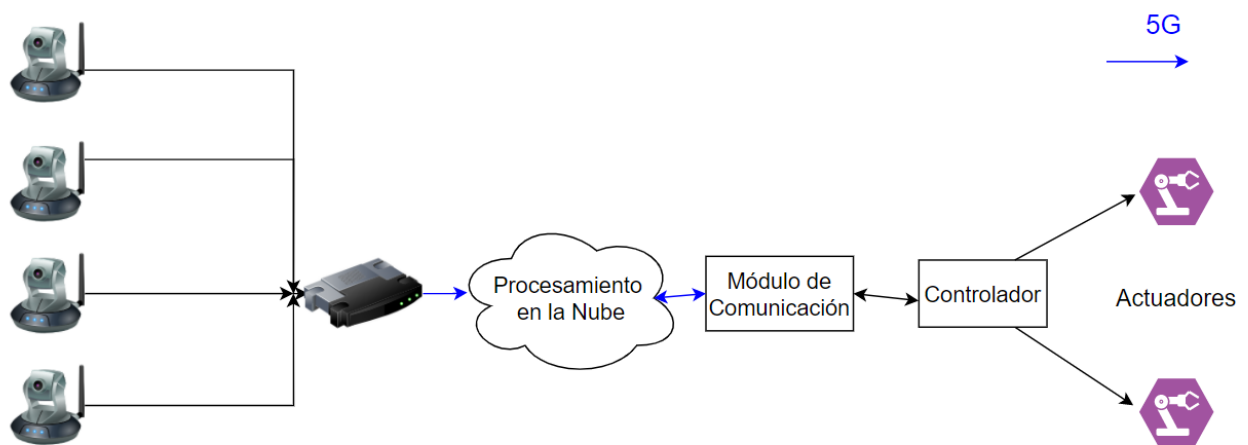 5G
Procesamiento
en la Nube
Módulo de
Comunicación
Controlador
Actuadores